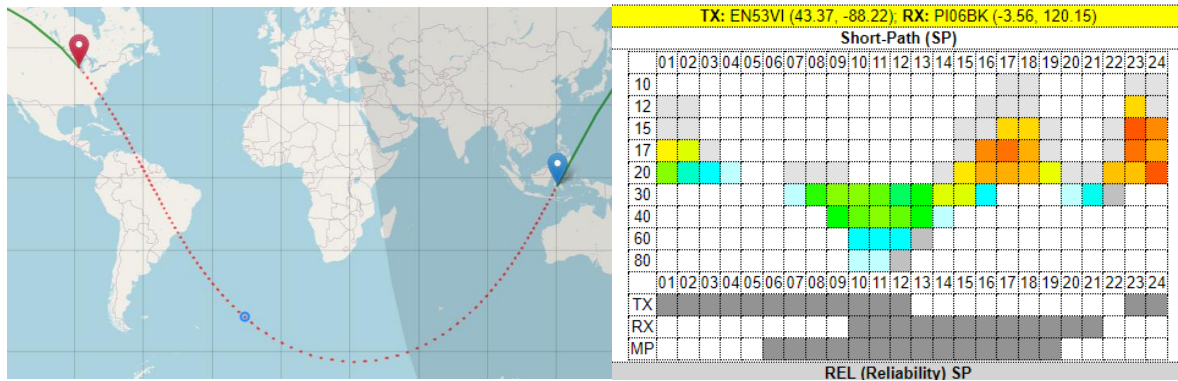 TX: EN53VI (43.37, -88.22); RX: PI06BK (-3.56, 120.15)
Short-Path (SP)
01 02 03 04 05 06 07 08 09 10 11 12 13 14 15 16 17 18 19 20 21 22 23 24
10
12
15
17
20
30
40
60
80
01 02 03 04 05 06 07 08 09 10 11 12 13 14 15 16 17 18 19 20 21 22 23 24
TX
RX
MP
REL (Reliability) SP